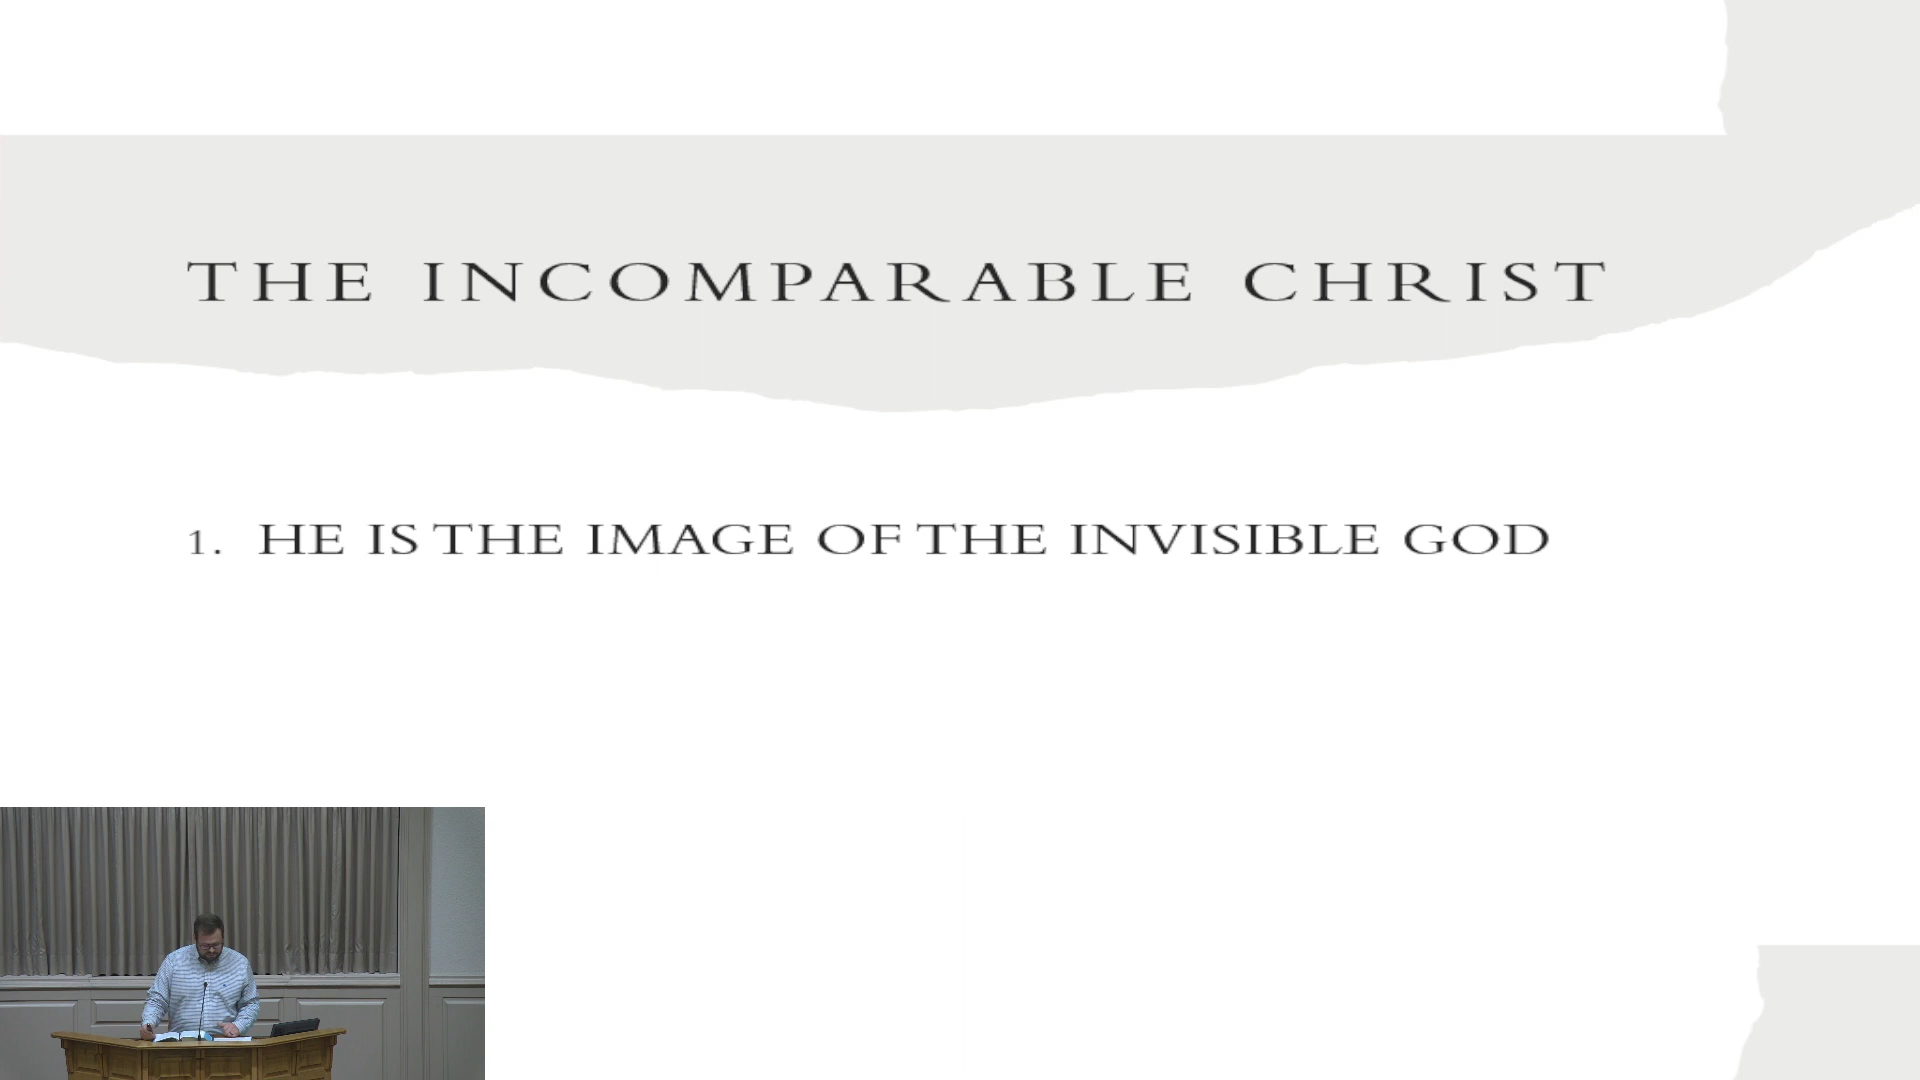 THE INCOMPARABLE CHRIST
1. HE IS THE IMAGE OF THE INVISIBLE GOD